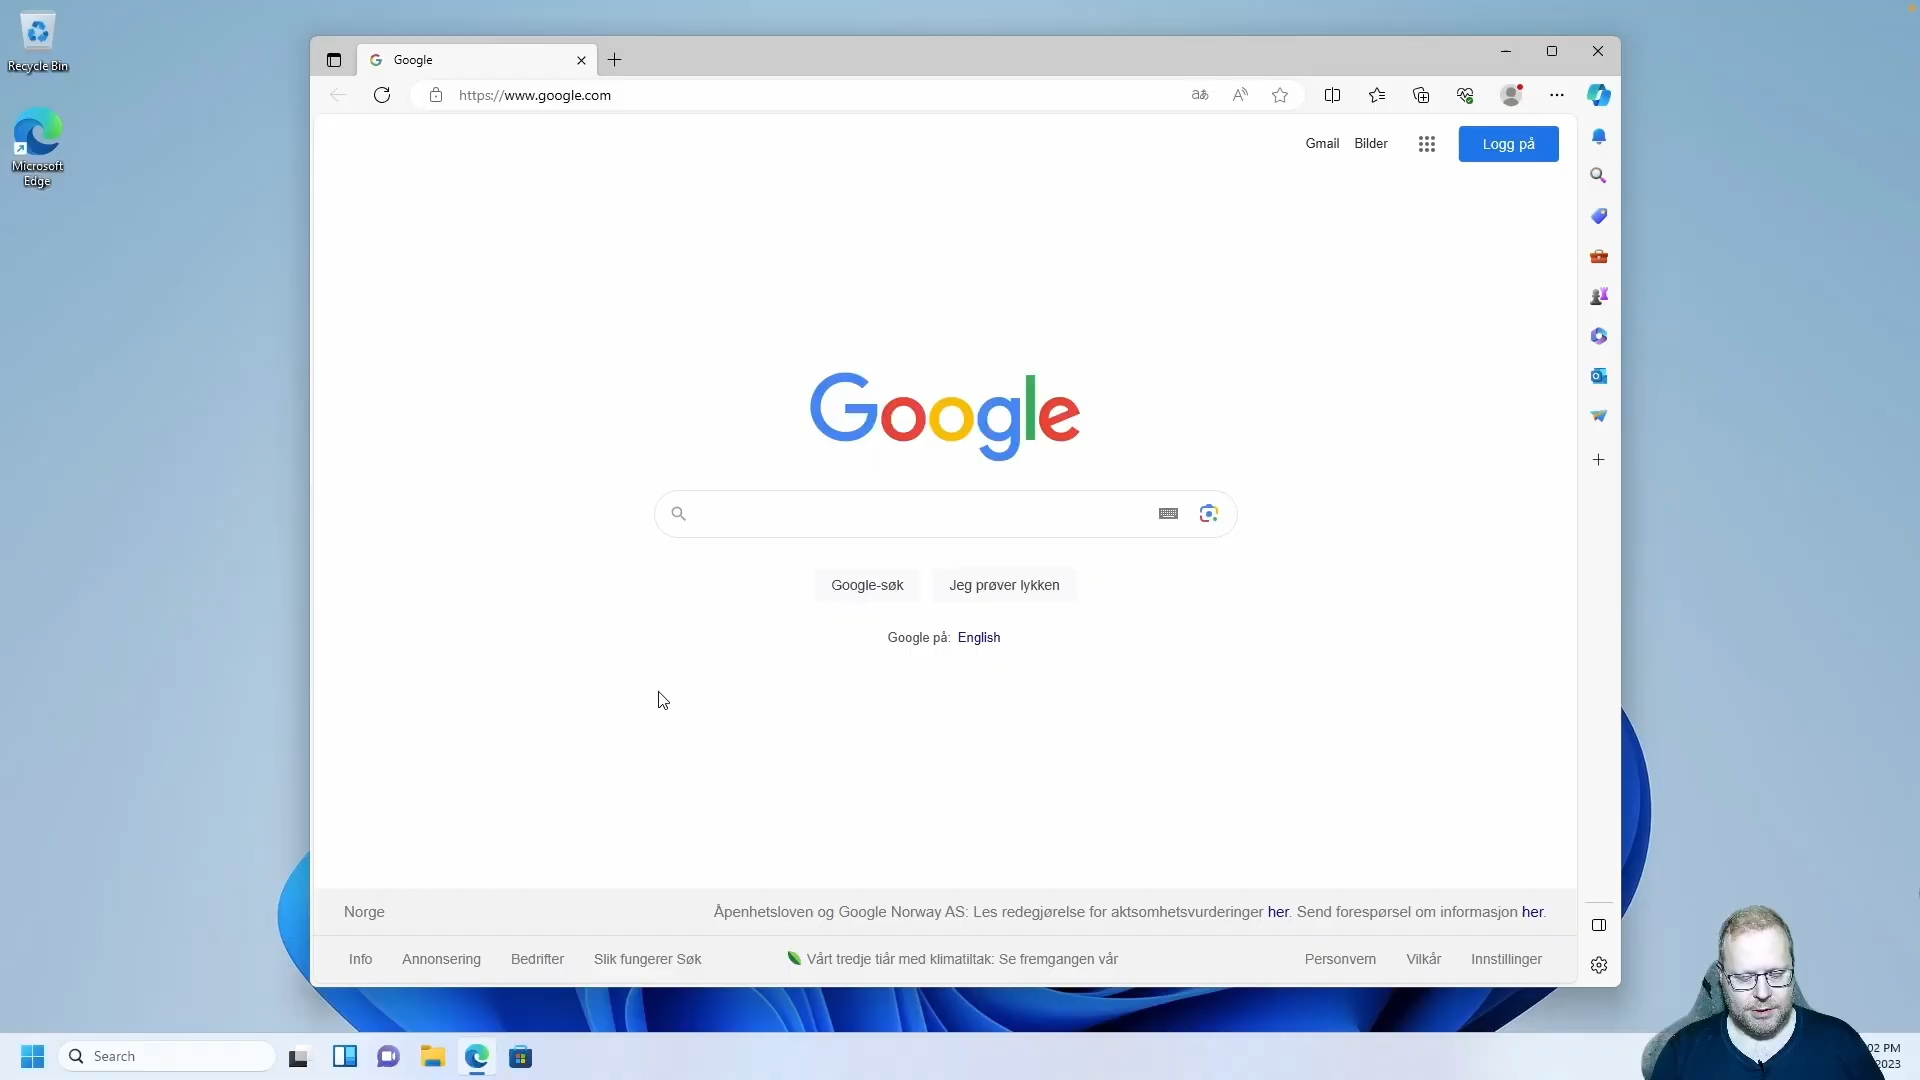 Recycle Bin
Microsoft
Edge
Google
https://www.google.com
Gmail Bilder Logg på
Google
Google-søk Jeg prøver lykken
Google på: English
Norge Åpenhetsloven og Google Norway AS: Les redegjørelse for aktsomhetsvurderinger her. Send forespørsel om informasjon her.
Info Annonsering Bedrifter Slik fungerer Søk Vårt tredje tiår med klimatiltak: Se fremgangen vår Personvern Vilkår Innstillinger
Search
02 PM
2023